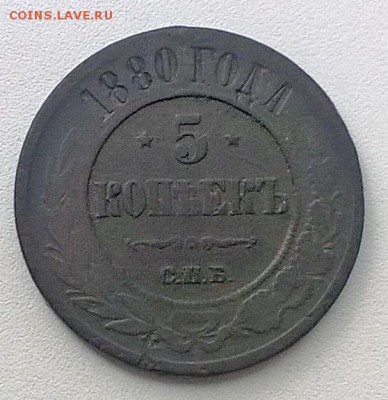 COINS.LAVE.RU
1880 ГОДА
5
КОПѢЕКЪ
С.П.Б.